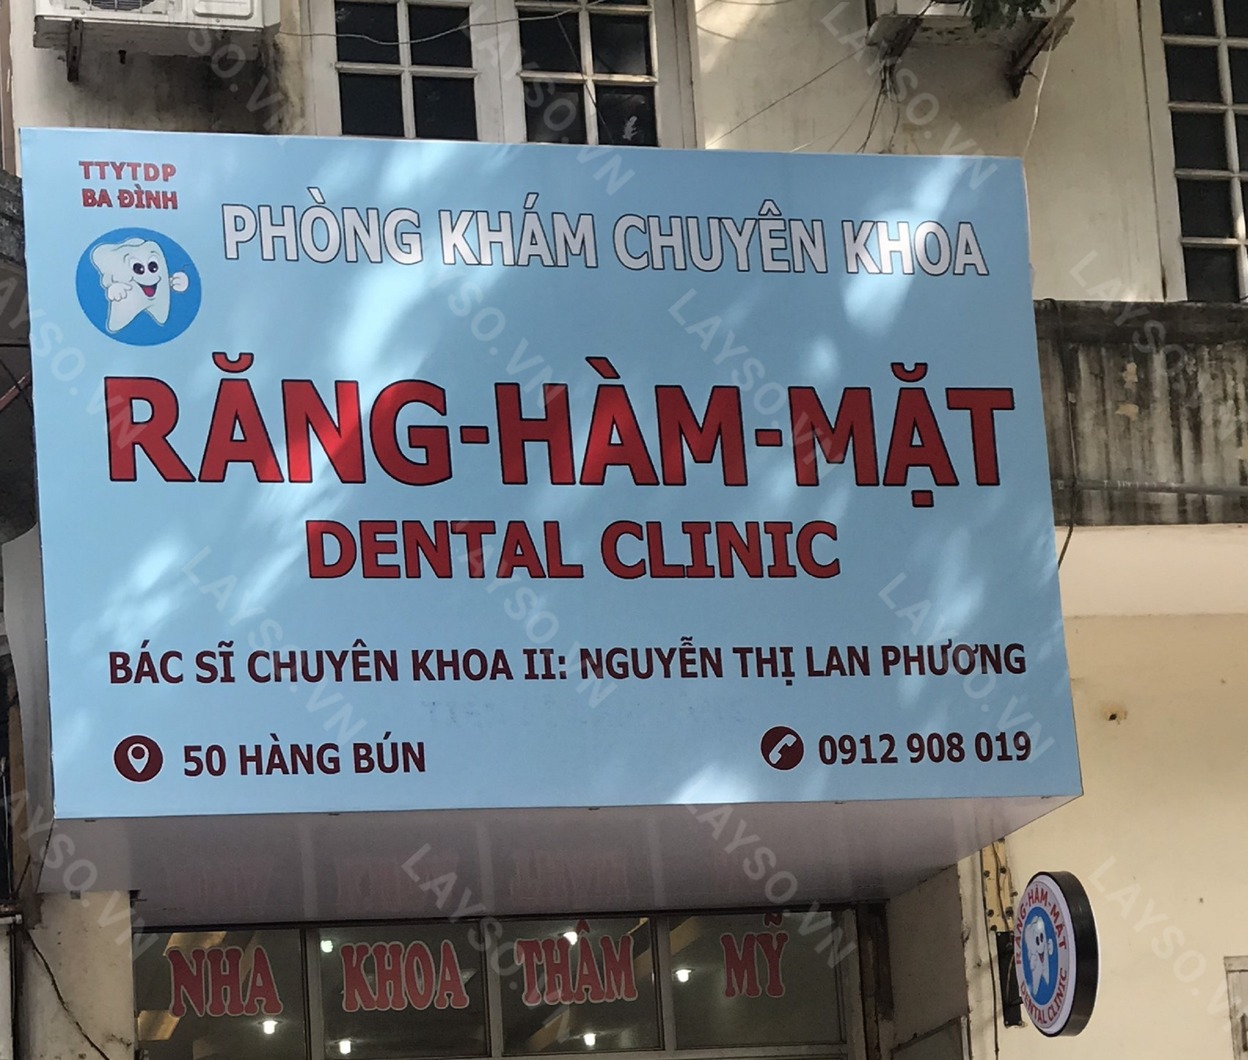 TTYTDP
BA ĐÌNH
PHÒNG KHÁM CHUYÊN KHOA
RĂNG-HÀM-MẶT
DENTAL CLINIC
BÁC SĨ CHUYÊN KHOA II: NGUYỄN THỊ LAN PHƯƠNG
50 HÀNG BÚN
0912 908 019
NHA KHOA THẨM MỸ
RĂNG-HÀM-MẶT
DENTAL CLINIC
LAYSO.VN